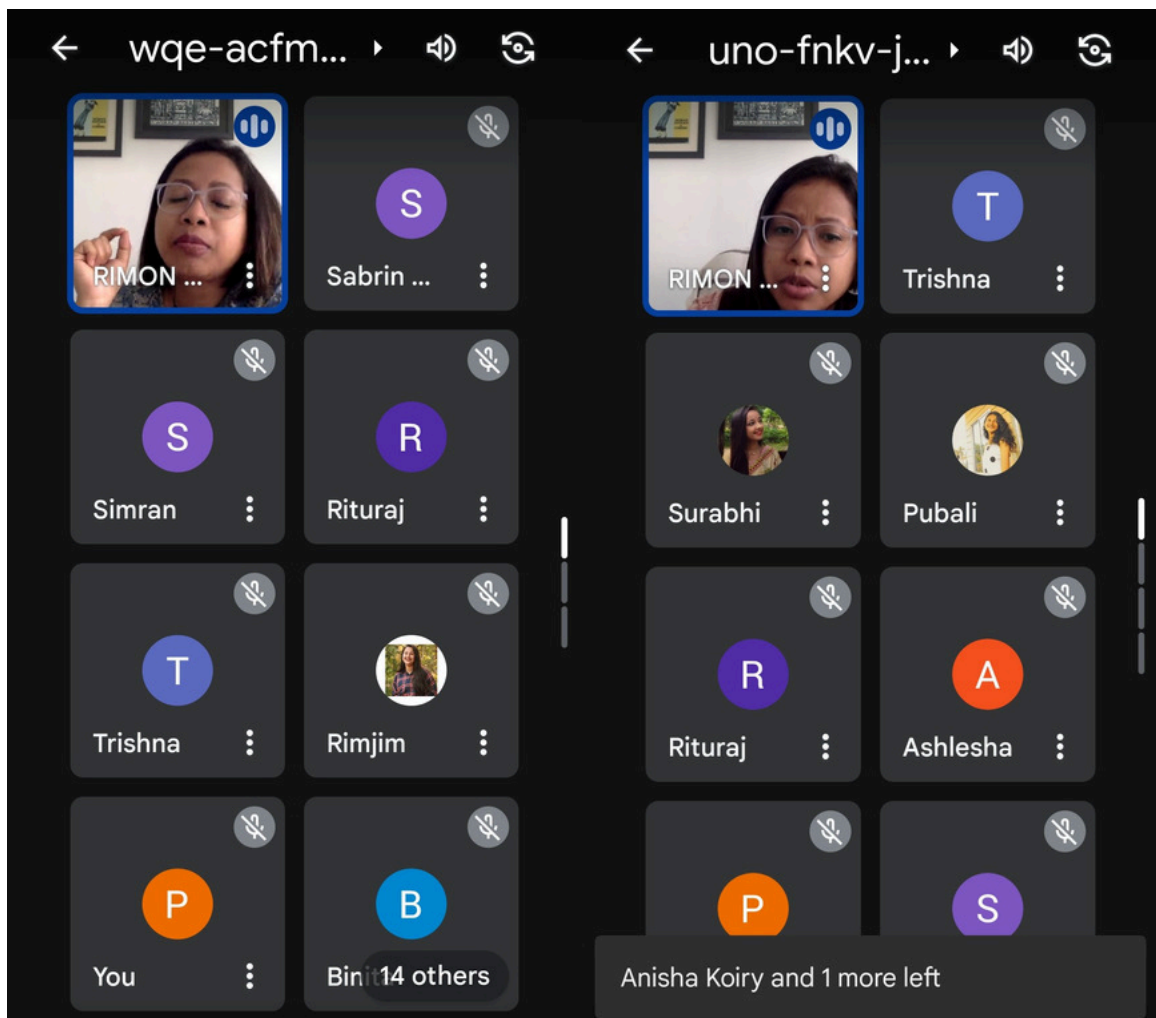 wqe-acfm...
RIMON ...
S
Sabrin ...
S
Simran
R
Rituraj
T
Trishna
Rimjim
P
You
B
Binita
14 others
uno-fnkv-j...
RIMON ...
T
Trishna
Surabhi
Pubali
R
Rituraj
A
Ashlesha
P
S
Anisha Koiry and 1 more left